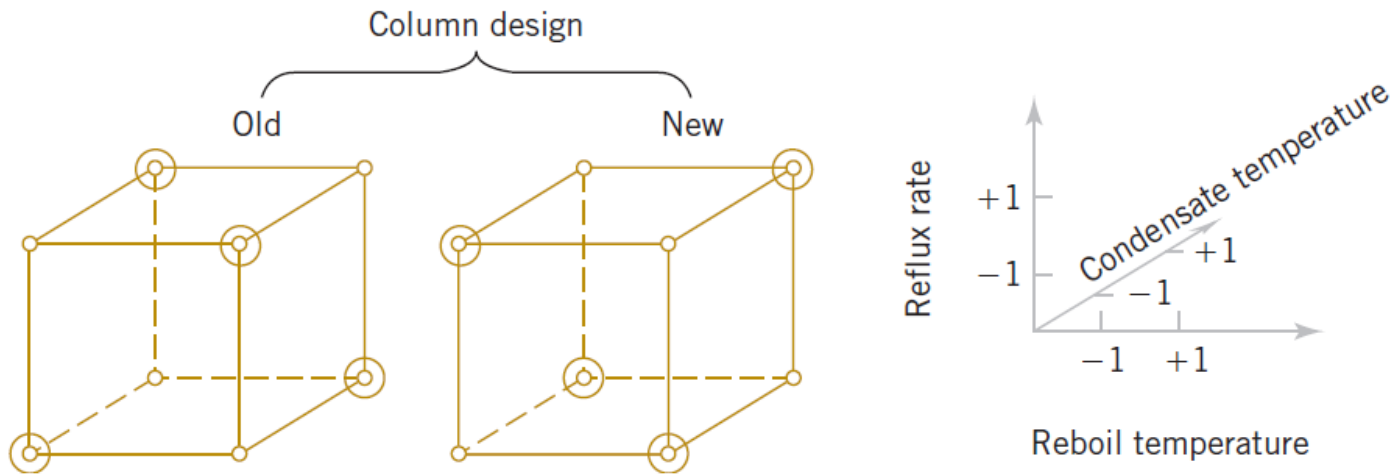 Column design
Old
New
Reflux rate
+1
−1
Condensate temperature
+1
−1
−1 +1
Reboil temperature